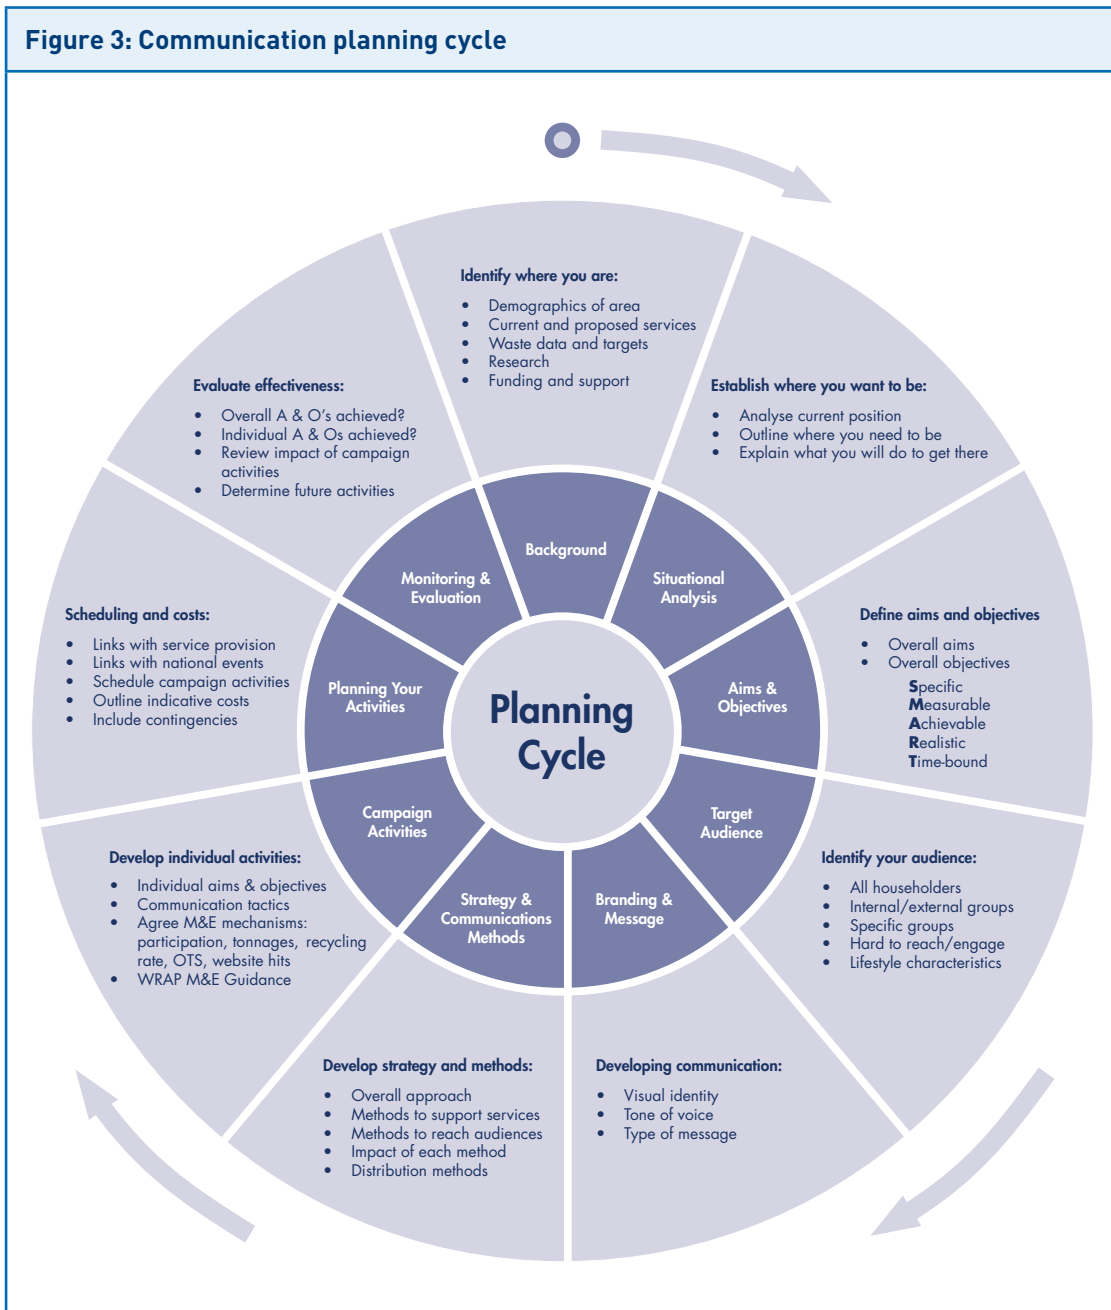 Figure 3: Communication planning cycle
Identify where you are:
• Demographics of area
• Current and proposed services
• Waste data and targets
• Research
• Funding and support
Establish where you want to be:
• Analyse current position
• Outline where you need to be
• Explain what you will do to get there
Define aims and objectives
• Overall aims
• Overall objectives
Specific
Measurable
Achievable
Realistic
Time-bound
Identify your audience:
• All householders
• Internal/external groups
• Specific groups
• Hard to reach/engage
• Lifestyle characteristics
Developing communication:
• Visual identity
• Tone of voice
• Type of message
Develop strategy and methods:
• Overall approach
• Methods to support services
• Methods to reach audiences
• Impact of each method
• Distribution methods
Develop individual activities:
• Individual aims & objectives
• Communication tactics
• Agree M&E mechanisms:
participation, tonnages, recycling
rate, OTS, website hits
• WRAP M&E Guidance
Scheduling and costs:
• Links with service provision
• Links with national events
• Schedule campaign activities
• Outline indicative costs
• Include contingencies
Evaluate effectiveness:
• Overall A & O's achieved?
• Individual A & Os achieved?
• Review impact of campaign
activities
• Determine future activities
Background
Situational
Analysis
Aims &
Objectives
Target
Audience
Branding &
Message
Strategy &
Communications
Methods
Campaign
Activities
Planning Your
Activities
Monitoring &
Evaluation
Planning
Cycle